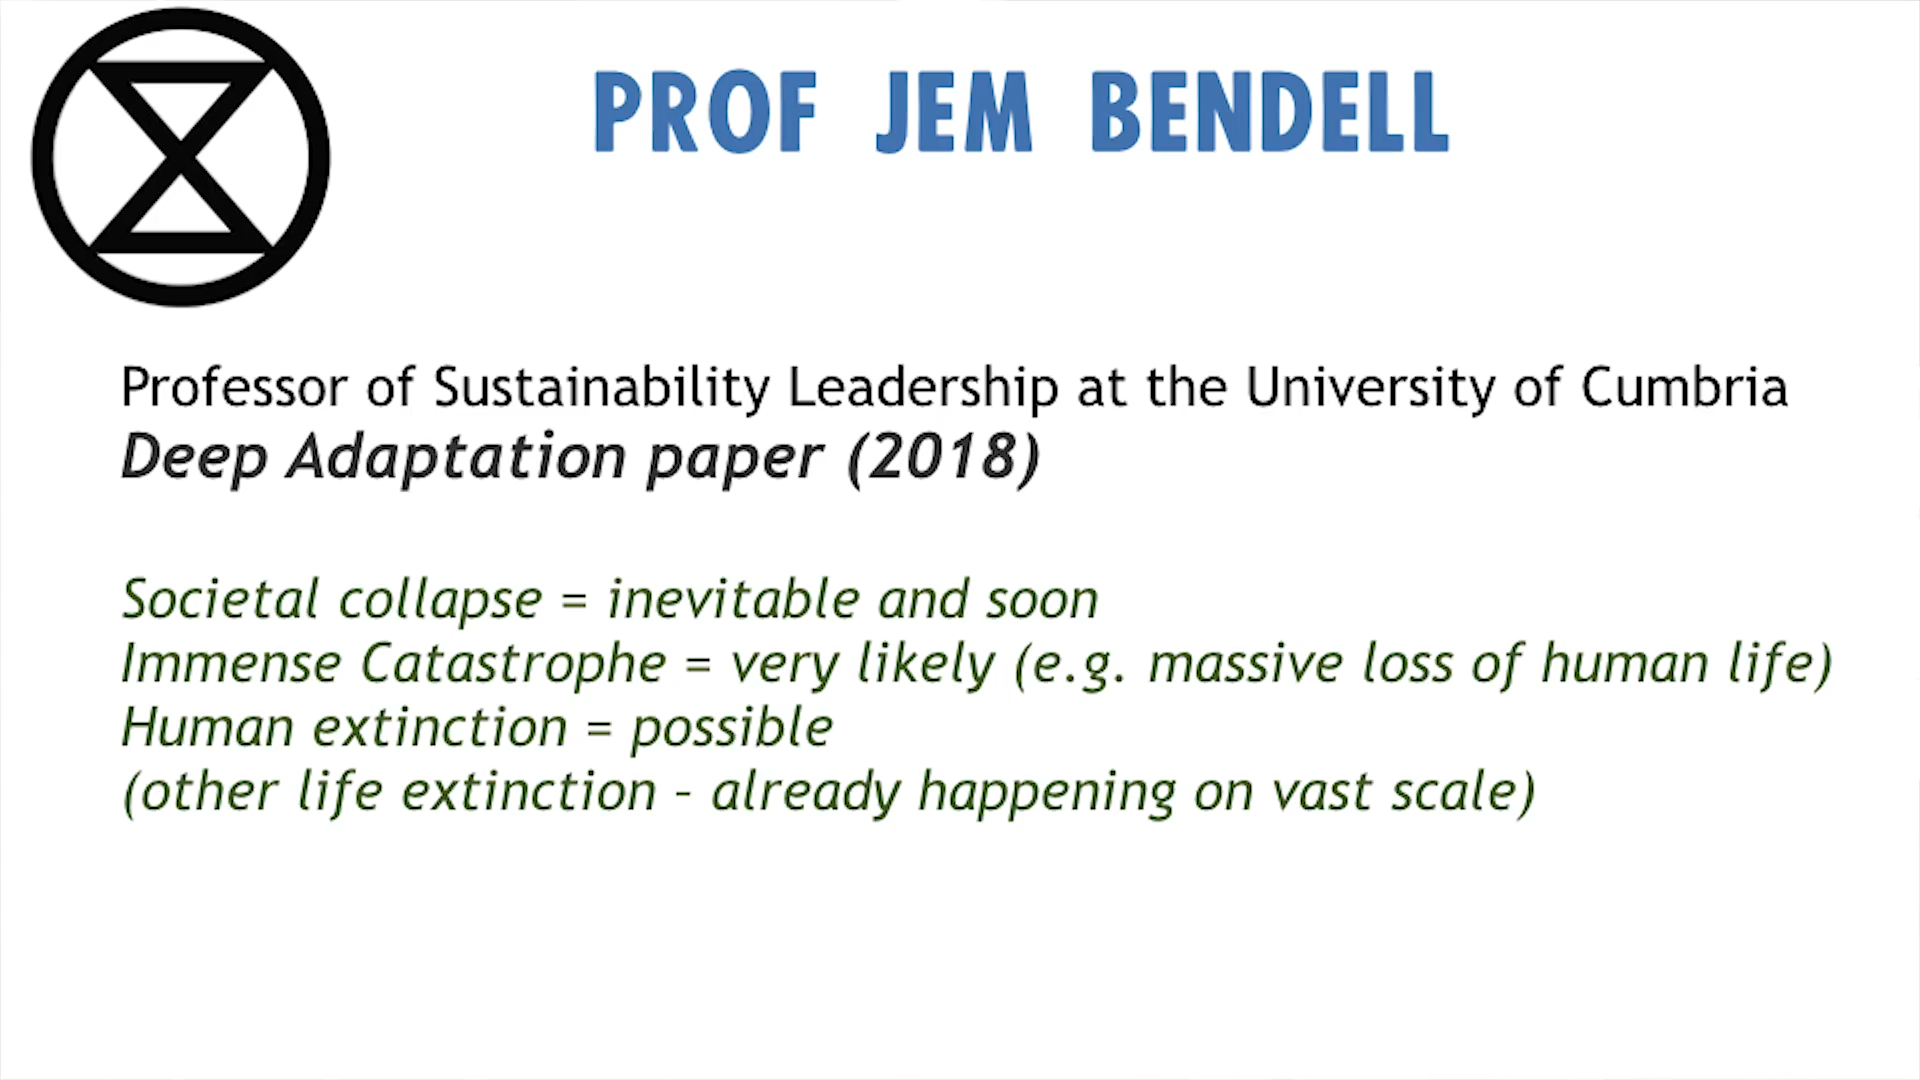 PROF JEM BENDELL
Professor of Sustainability Leadership at the University of Cumbria
Deep Adaptation paper (2018)
Societal collapse = inevitable and soon
Immense Catastrophe = very likely (e.g. massive loss of human life)
Human extinction = possible
(other life extinction – already happening on vast scale)